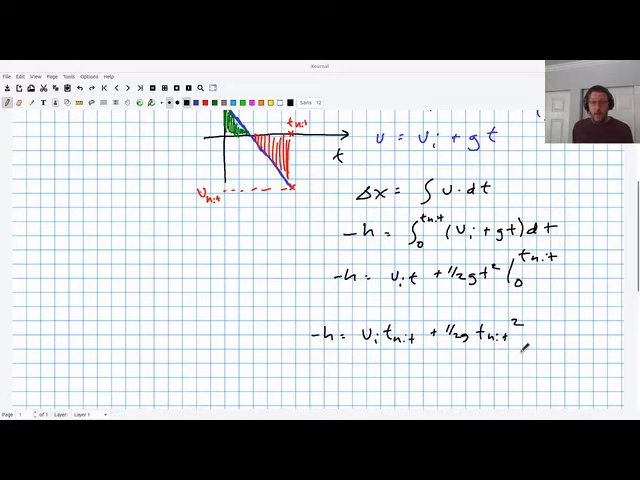 Xournal
File Edit View Page Tools Options Help
Sans 12
t_hit
v = v_i + gt
t
v_hit
Δx = ∫ v · dt
-h = ∫_0^{t_hit} (v_i + gt) dt
-h = v_i t + 1/2 g t² |_0^{t_hit}
-h = v_i t_hit + 1/2 g t_hit²
Page 1 of 1 Layer: Layer 1